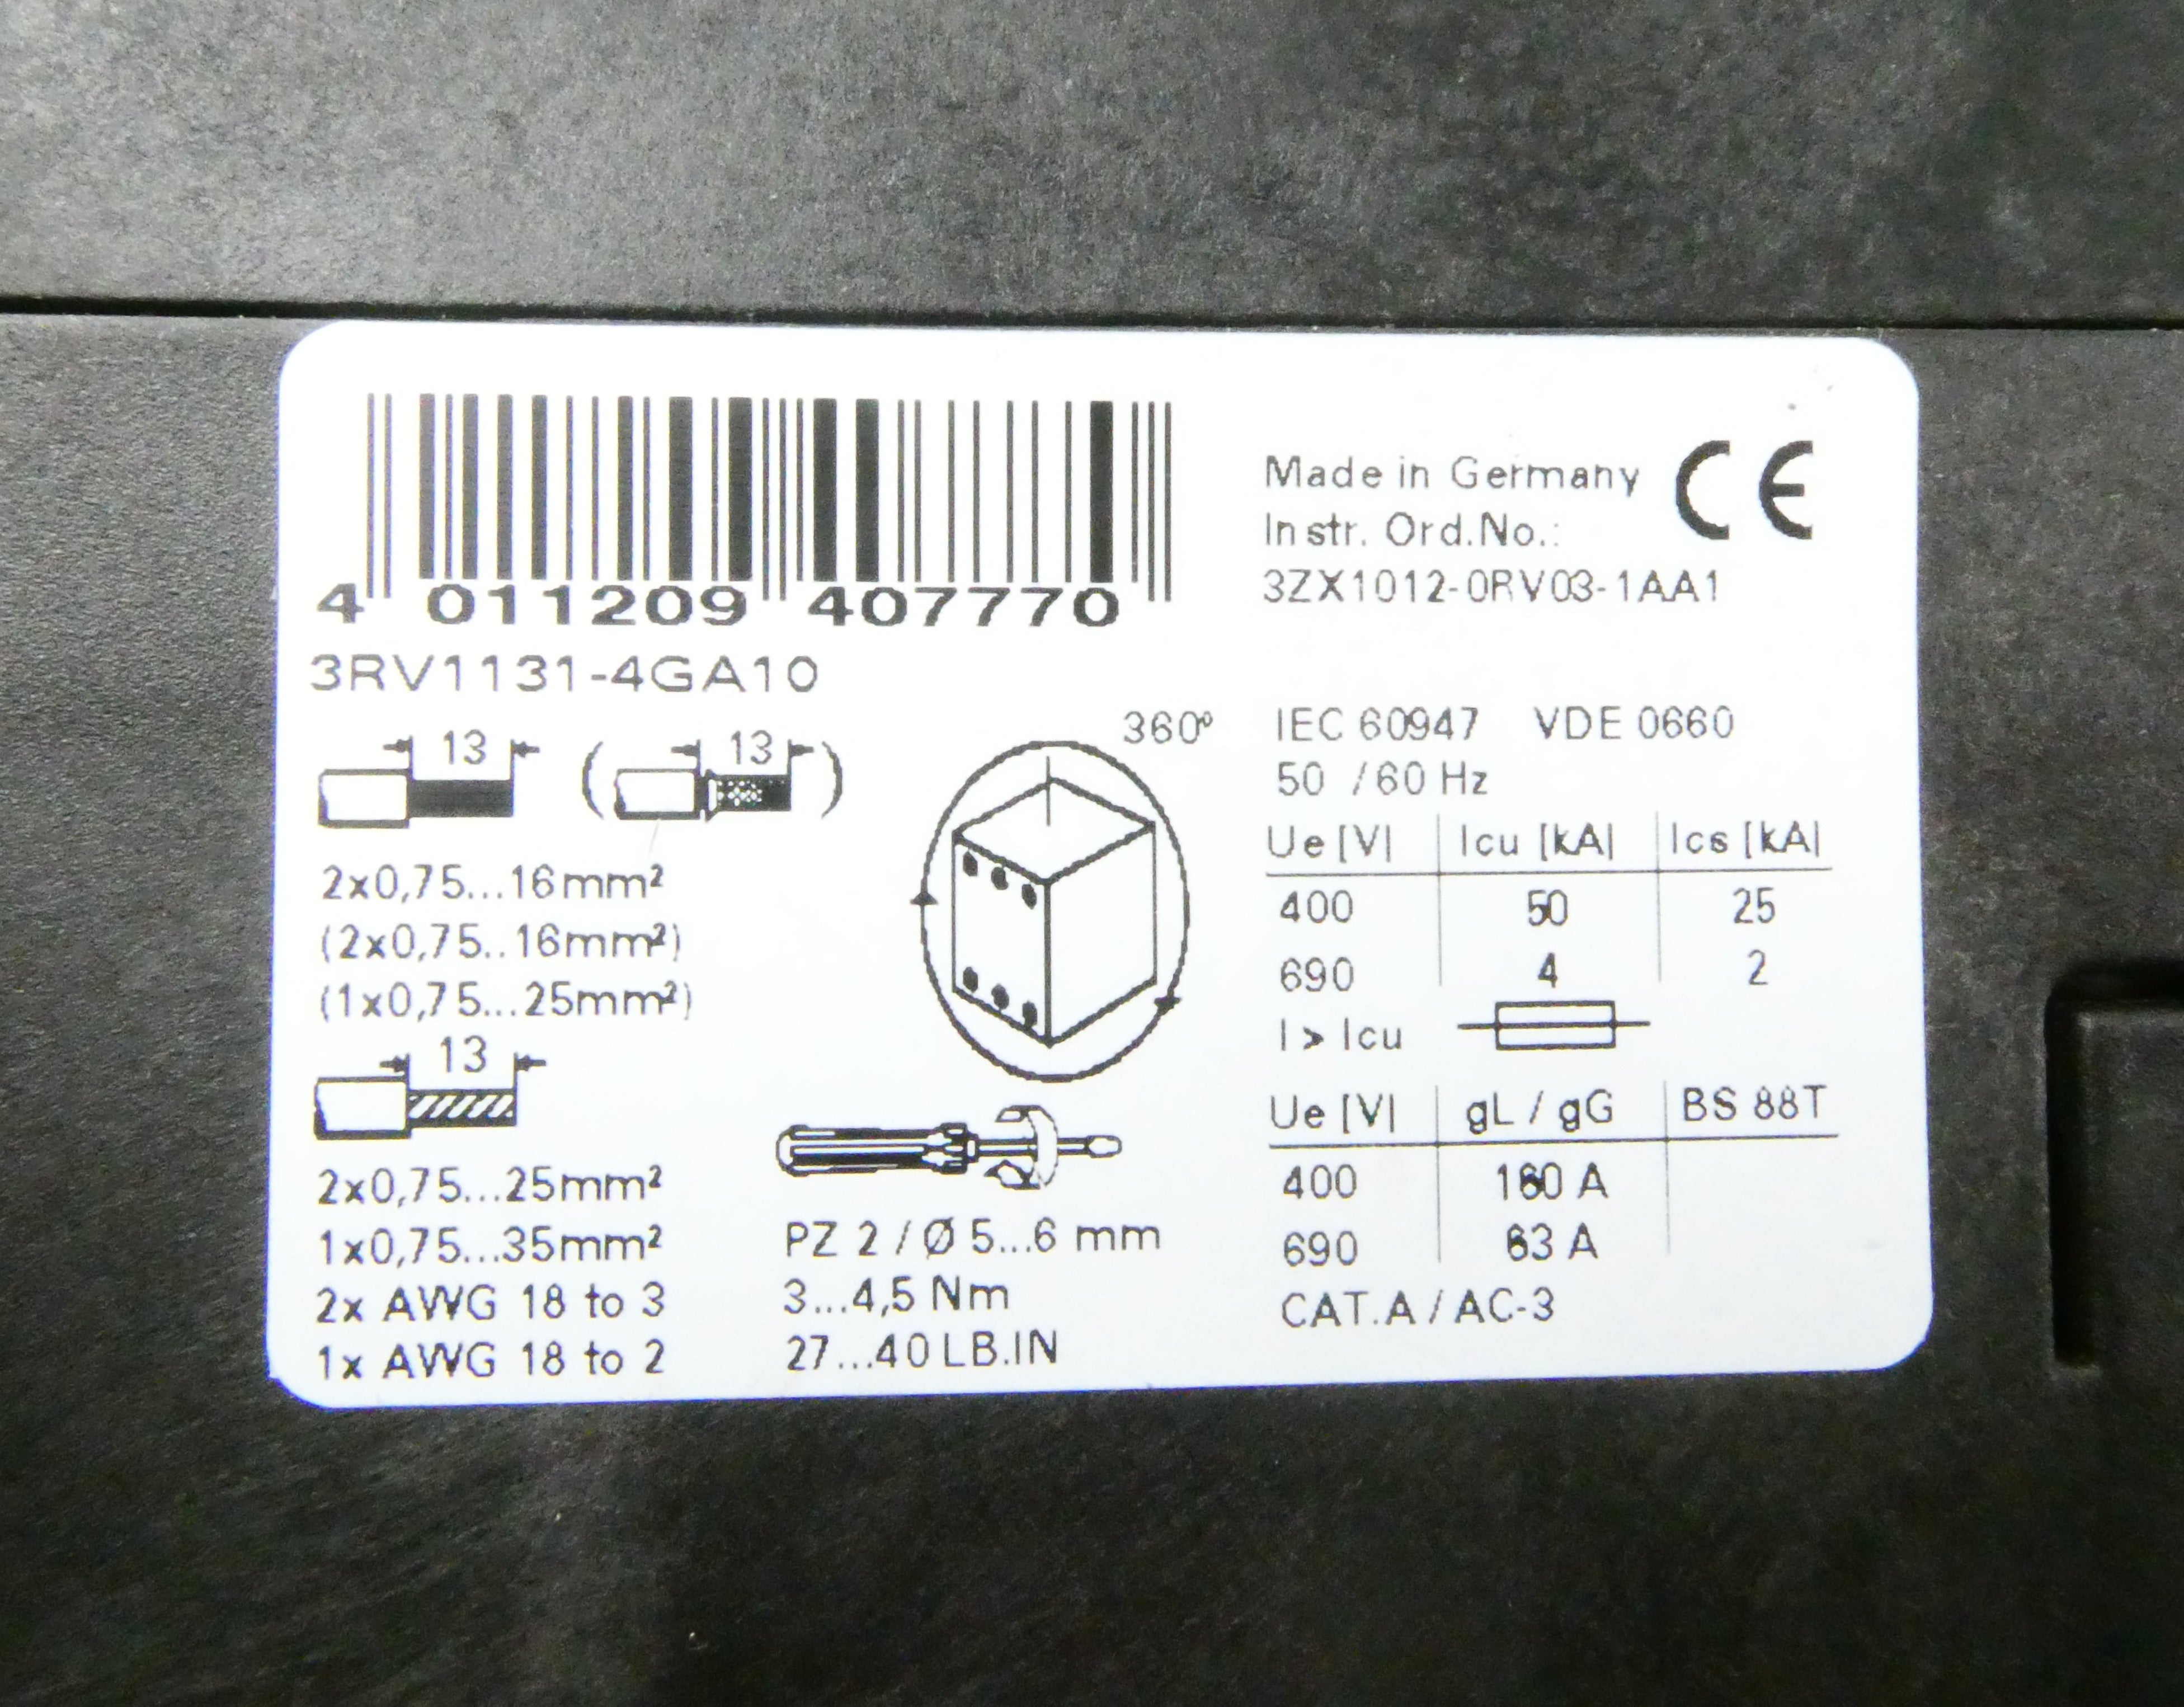 4 011209 407770
3RV1131-4GA10
Made in Germany CE
Instr. Ord.No.:
3ZX1012-0RV03-1AA1
13 (13)
2x0,75...16mm²
(2x0,75..16mm²)
(1x0,75...25mm²)
13
2x0,75...25mm²
1x0,75...35mm²
2x AWG 18 to 3
1x AWG 18 to 2
360º
PZ 2 / Ø 5...6 mm
3...4,5 Nm
27...40 LB.IN
IEC 60947 VDE 0660
50 / 60 Hz
Ue [V] Icu [kA] Ics [kA]
400 50 25
690 4 2
I > Icu
Ue [V] gL / gG BS 88T
400 160 A
690 63 A
CAT.A / AC-3